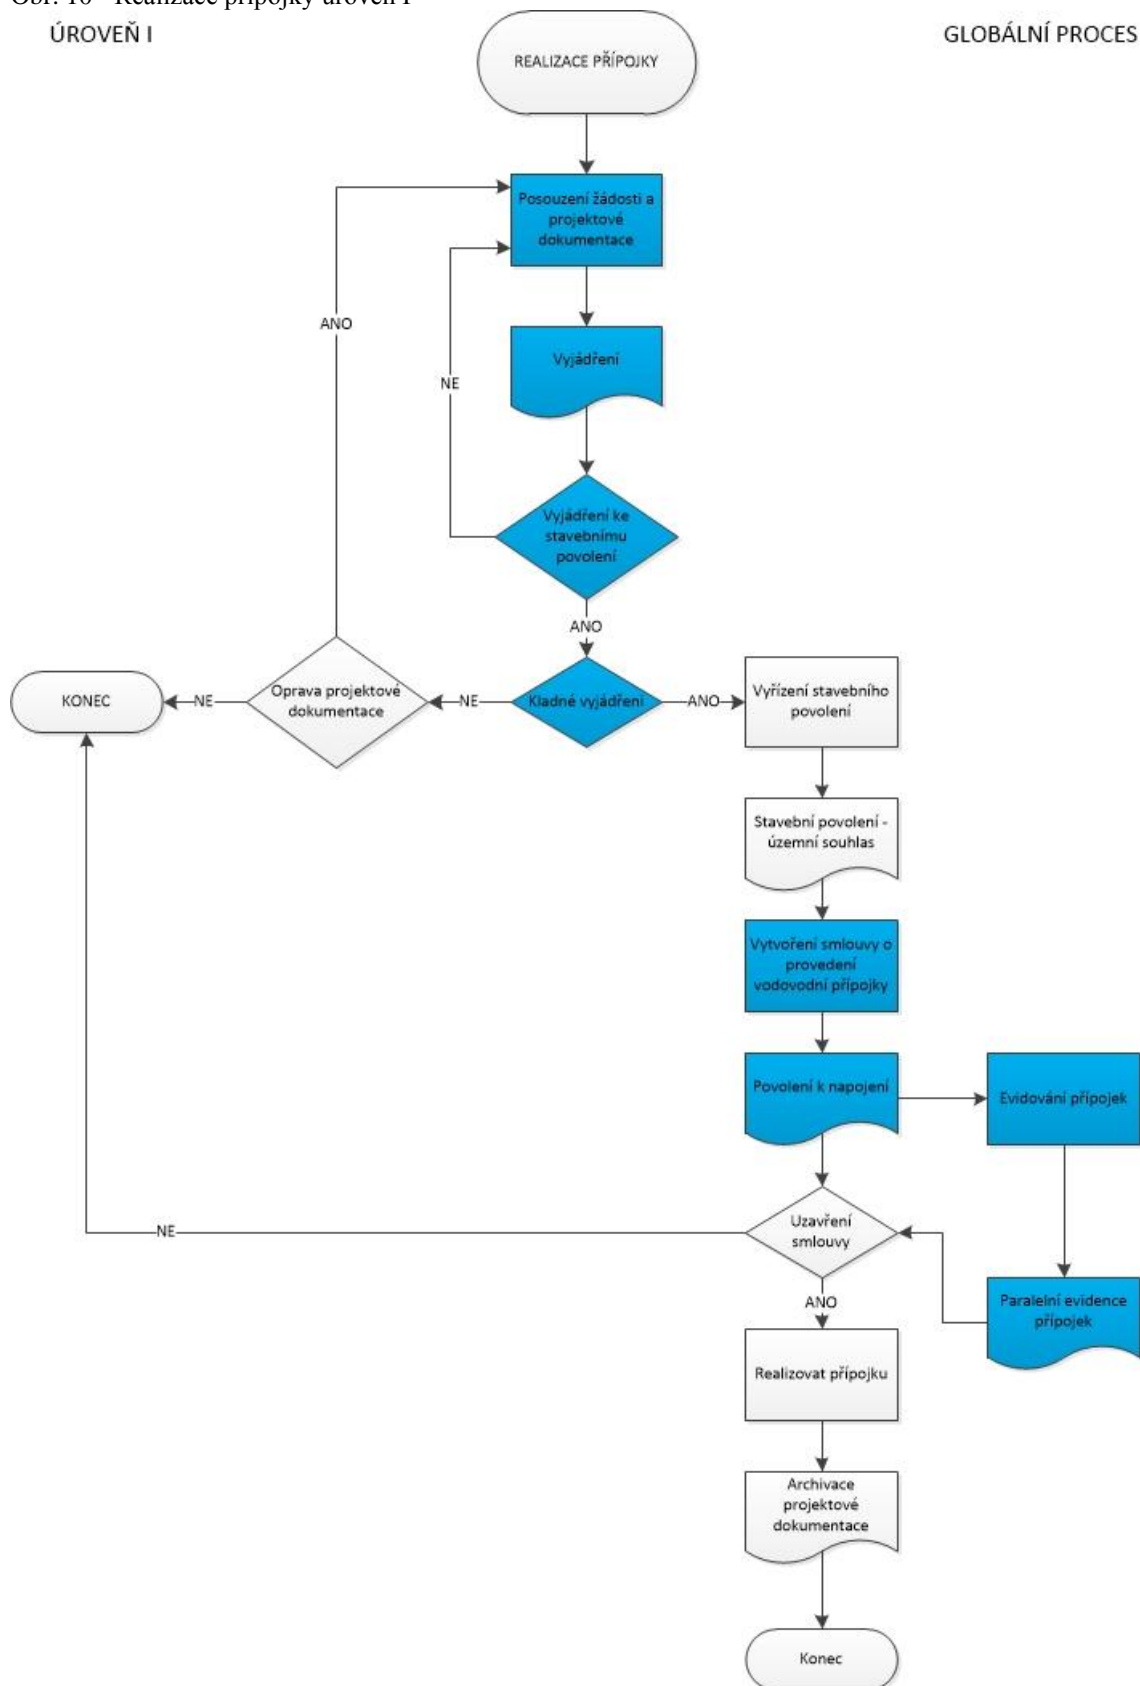 Obr. 16 - Realizace přípojky úroveň I
ÚROVEŇ I
GLOBÁLNÍ PROCES
REALIZACE PŘÍPOJKY
Posouzení žádosti a
projektové
dokumentace
ANO
Vyjádření
NE
Vyjádření ke
stavebnímu
povolení
ANO
KONEC
NE
Oprava projektové
dokumentace
NE
Kladné vyjádření
ANO
Vyřízení stavebního
povolení
Stavební povolení -
územní souhlas
Vytvoření smlouvy o
provedení
vodovodní přípojky
Povolení k napojení
Evidování přípojek
NE
Uzavření
smlouvy
Paralelní evidence
přípojek
ANO
Realizovat přípojku
Archivace
projektové
dokumentace
Konec